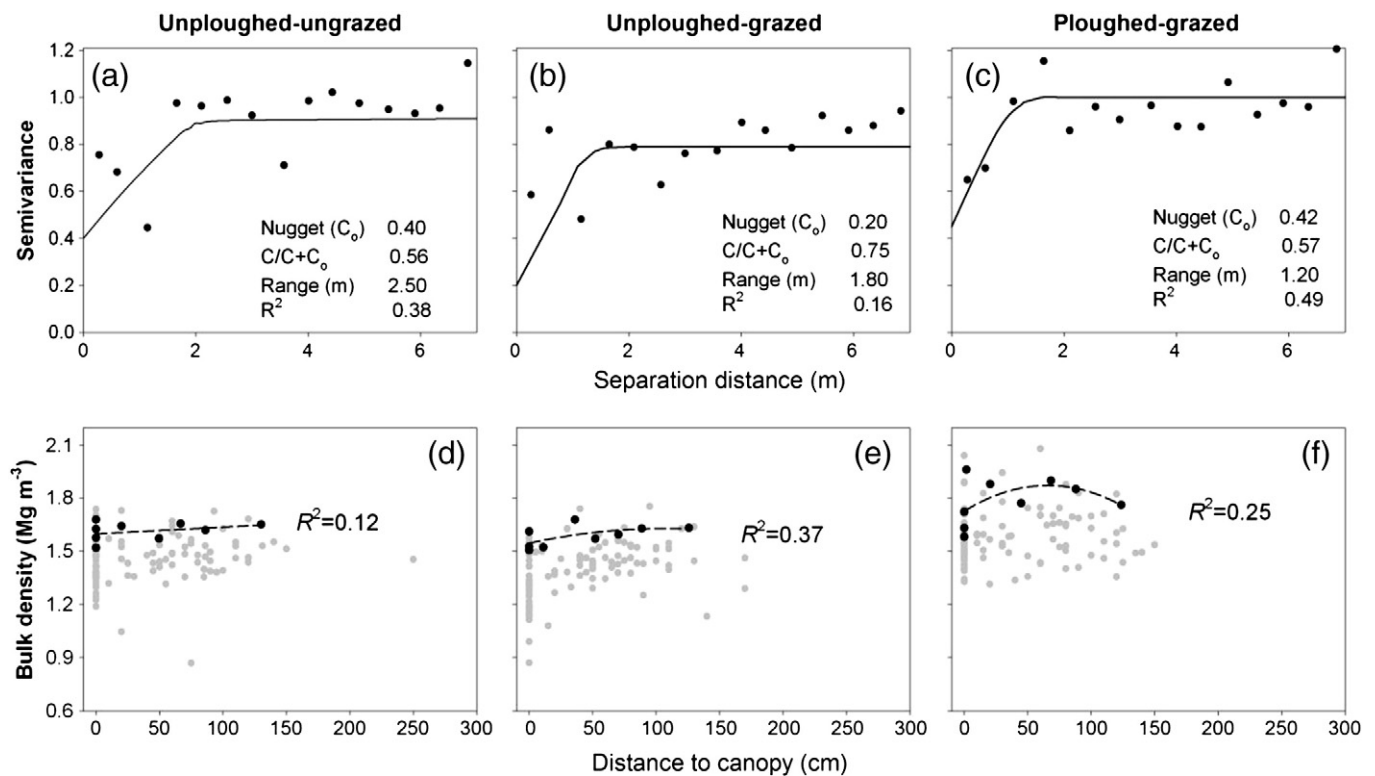 Unploughed-ungrazed
Unploughed-grazed
Ploughed-grazed
Semivariance
1.2
1.0
0.8
0.6
0.4
0.2
0.0
(a)
Nugget (Co) 0.40
C/C+Co 0.56
Range (m) 2.50
R2 0.38
0 2 4 6
(b)
Nugget (Co) 0.20
C/C+Co 0.75
Range (m) 1.80
R2 0.16
0 2 4 6
(c)
Nugget (Co) 0.42
C/C+Co 0.57
Range (m) 1.20
R2 0.49
0 2 4 6
Separation distance (m)
Bulk density (Mg m-3)
2.1
1.8
1.5
1.2
0.9
0.6
(d)
R2=0.12
0 50 100 150 200 250 300
(e)
R2=0.37
0 50 100 150 200 250 300
(f)
R2=0.25
0 50 100 150 200 250 300
Distance to canopy (cm)